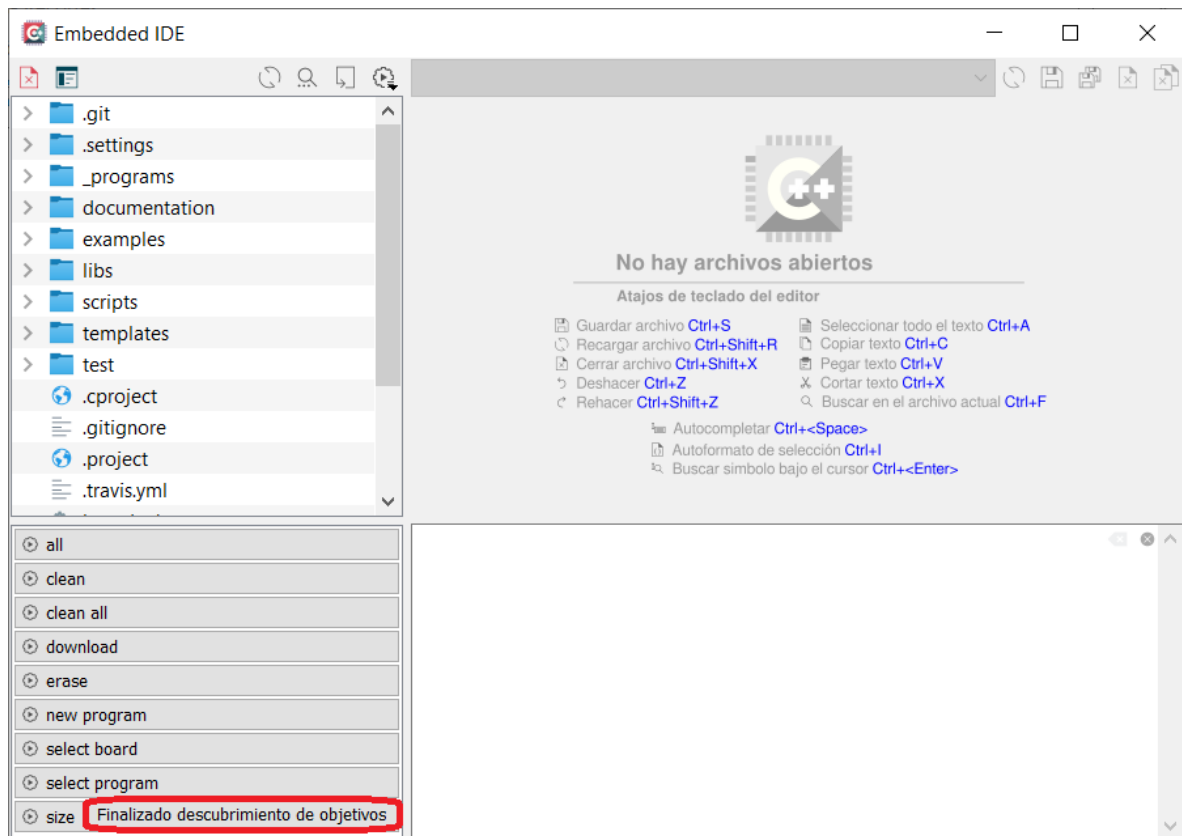 Embedded IDE
.git
.settings
_programs
documentation
examples
libs
scripts
templates
test
.cproject
.gitignore
.project
.travis.yml
C++
No hay archivos abiertos
Atajos de teclado del editor
Guardar archivo Ctrl+S
Recargar archivo Ctrl+Shift+R
Cerrar archivo Ctrl+Shift+X
Deshacer Ctrl+Z
Rehacer Ctrl+Shift+Z
Seleccionar todo el texto Ctrl+A
Copiar texto Ctrl+C
Pegar texto Ctrl+V
Cortar texto Ctrl+X
Buscar en el archivo actual Ctrl+F
Autocompletar Ctrl+<Space>
Autoformato de selección Ctrl+I
Buscar simbolo bajo el cursor Ctrl+<Enter>
all
clean
clean all
download
erase
new program
select board
select program
size
Finalizado descubrimiento de objetivos